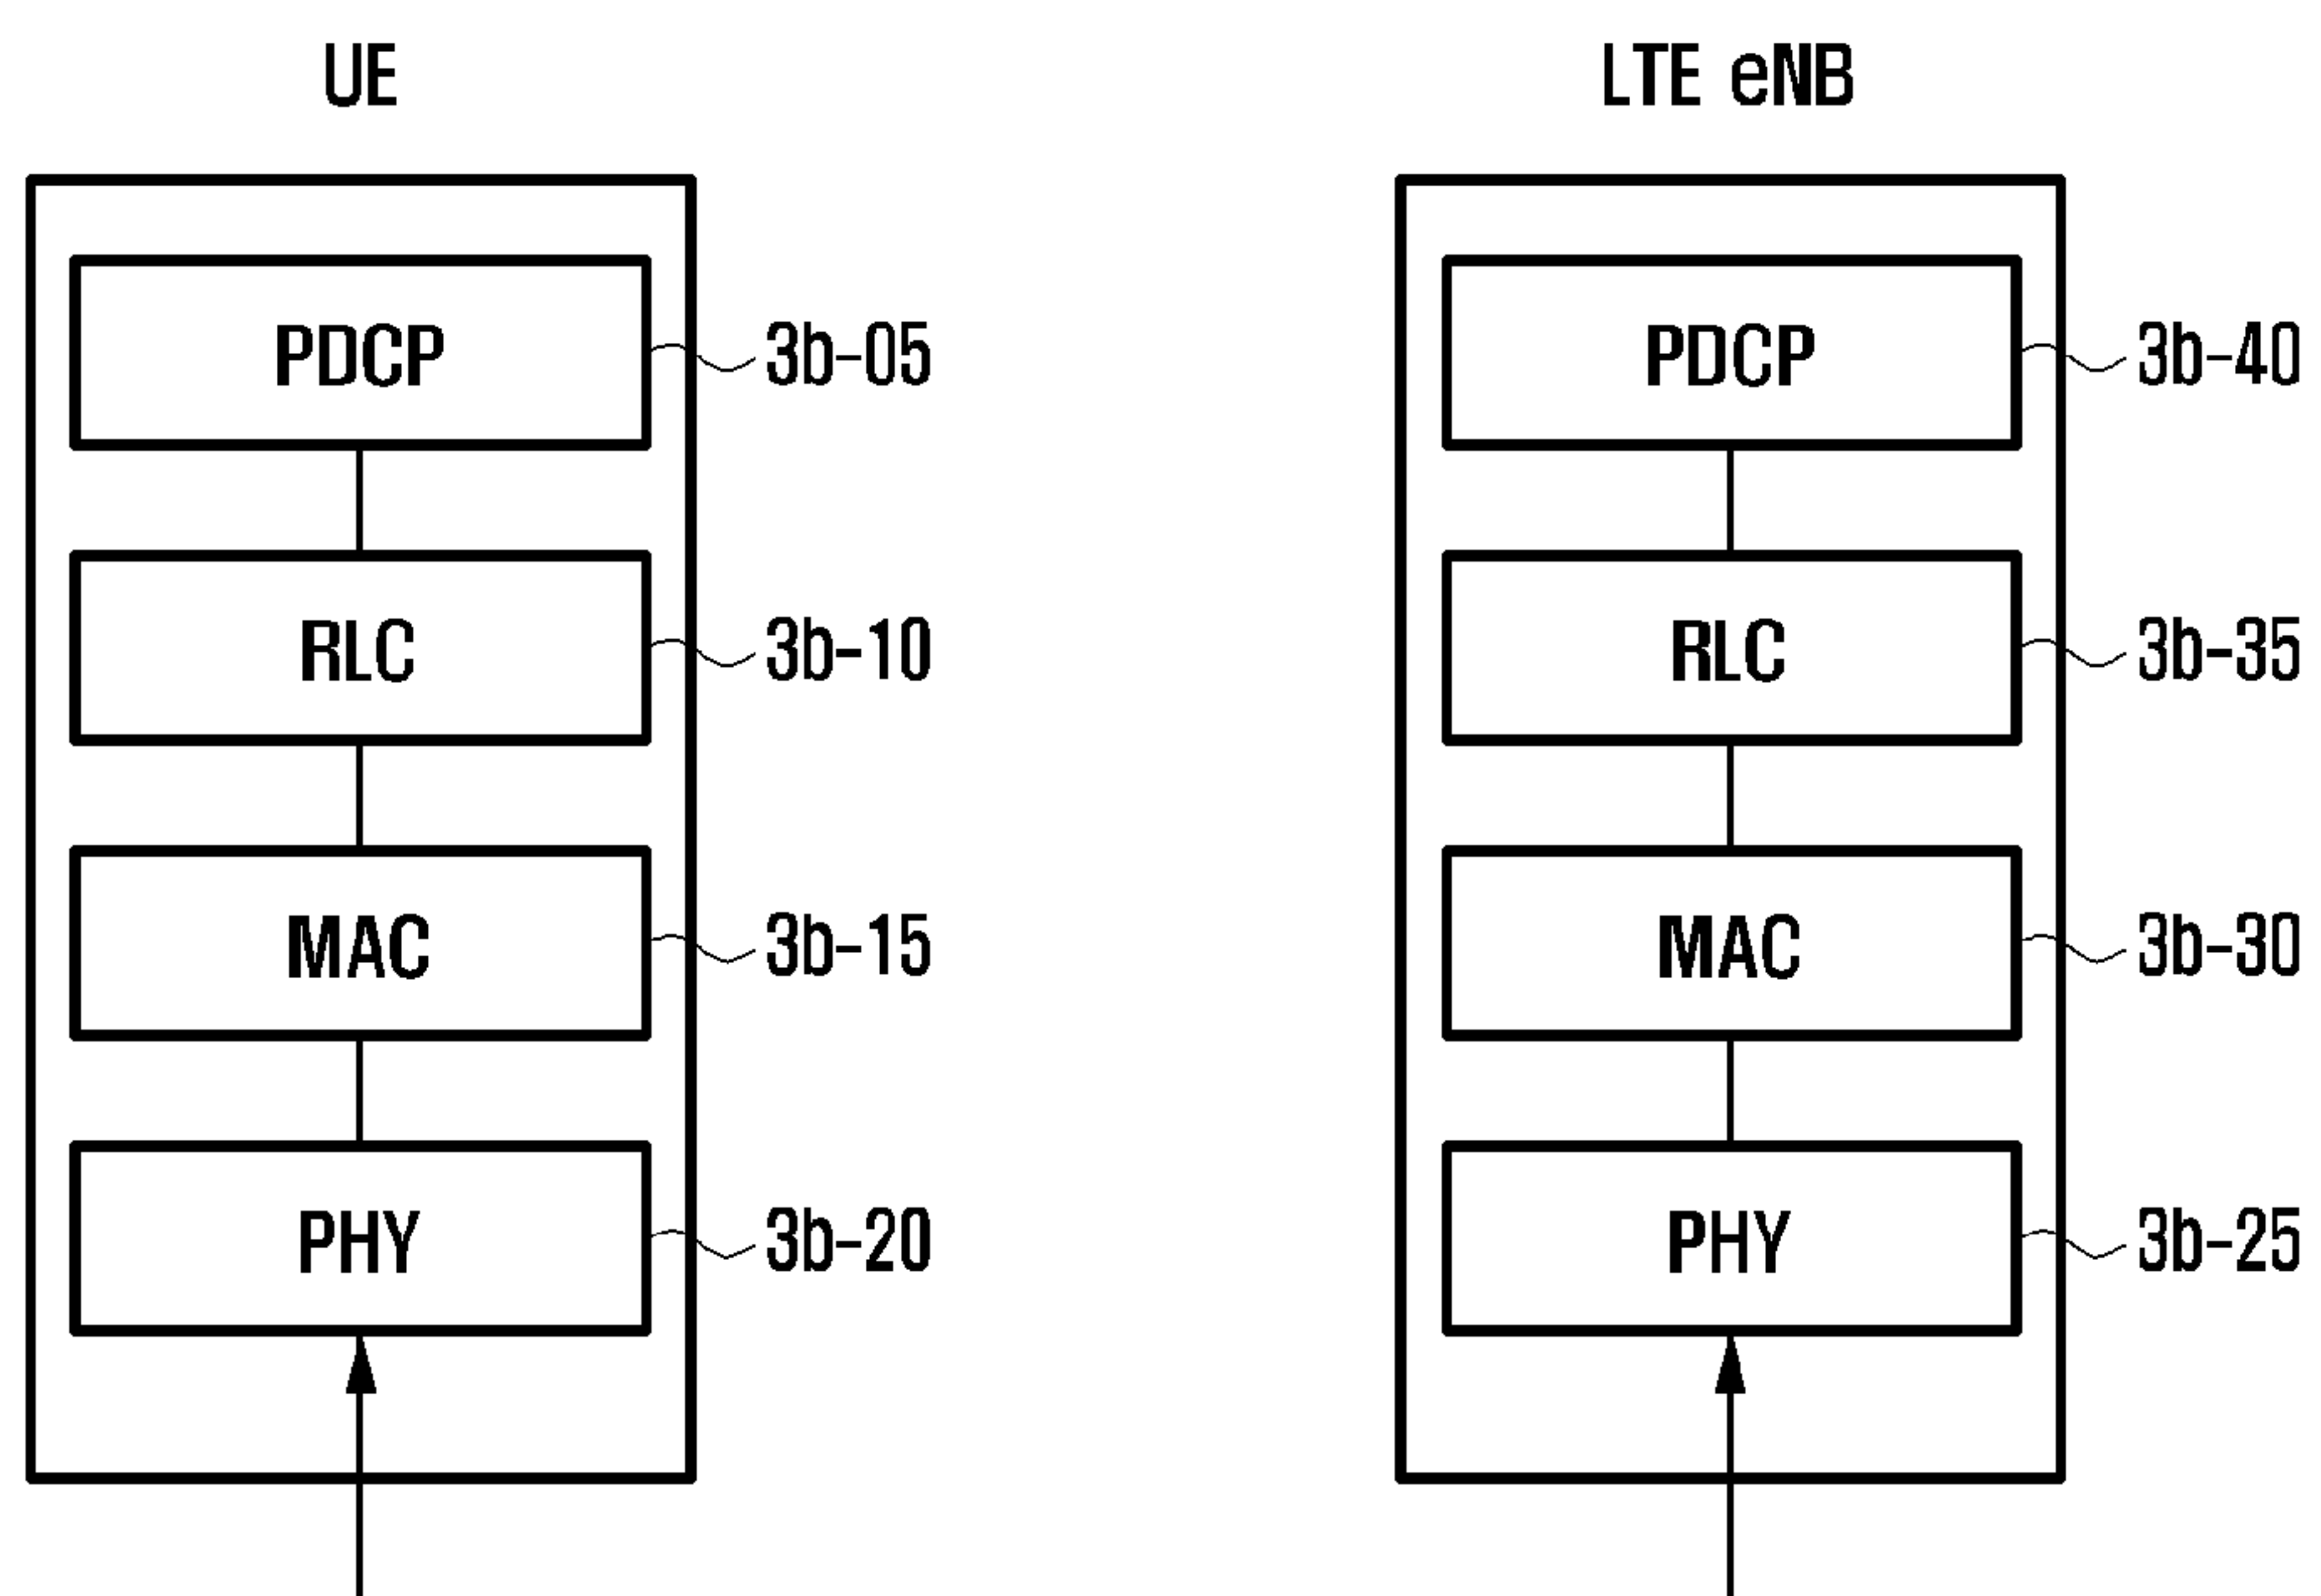 UE
LTE eNB
PDCP
3b-05
PDCP
3b-40
RLC
3b-10
RLC
3b-35
MAC
3b-15
MAC
3b-30
PHY
3b-20
PHY
3b-25